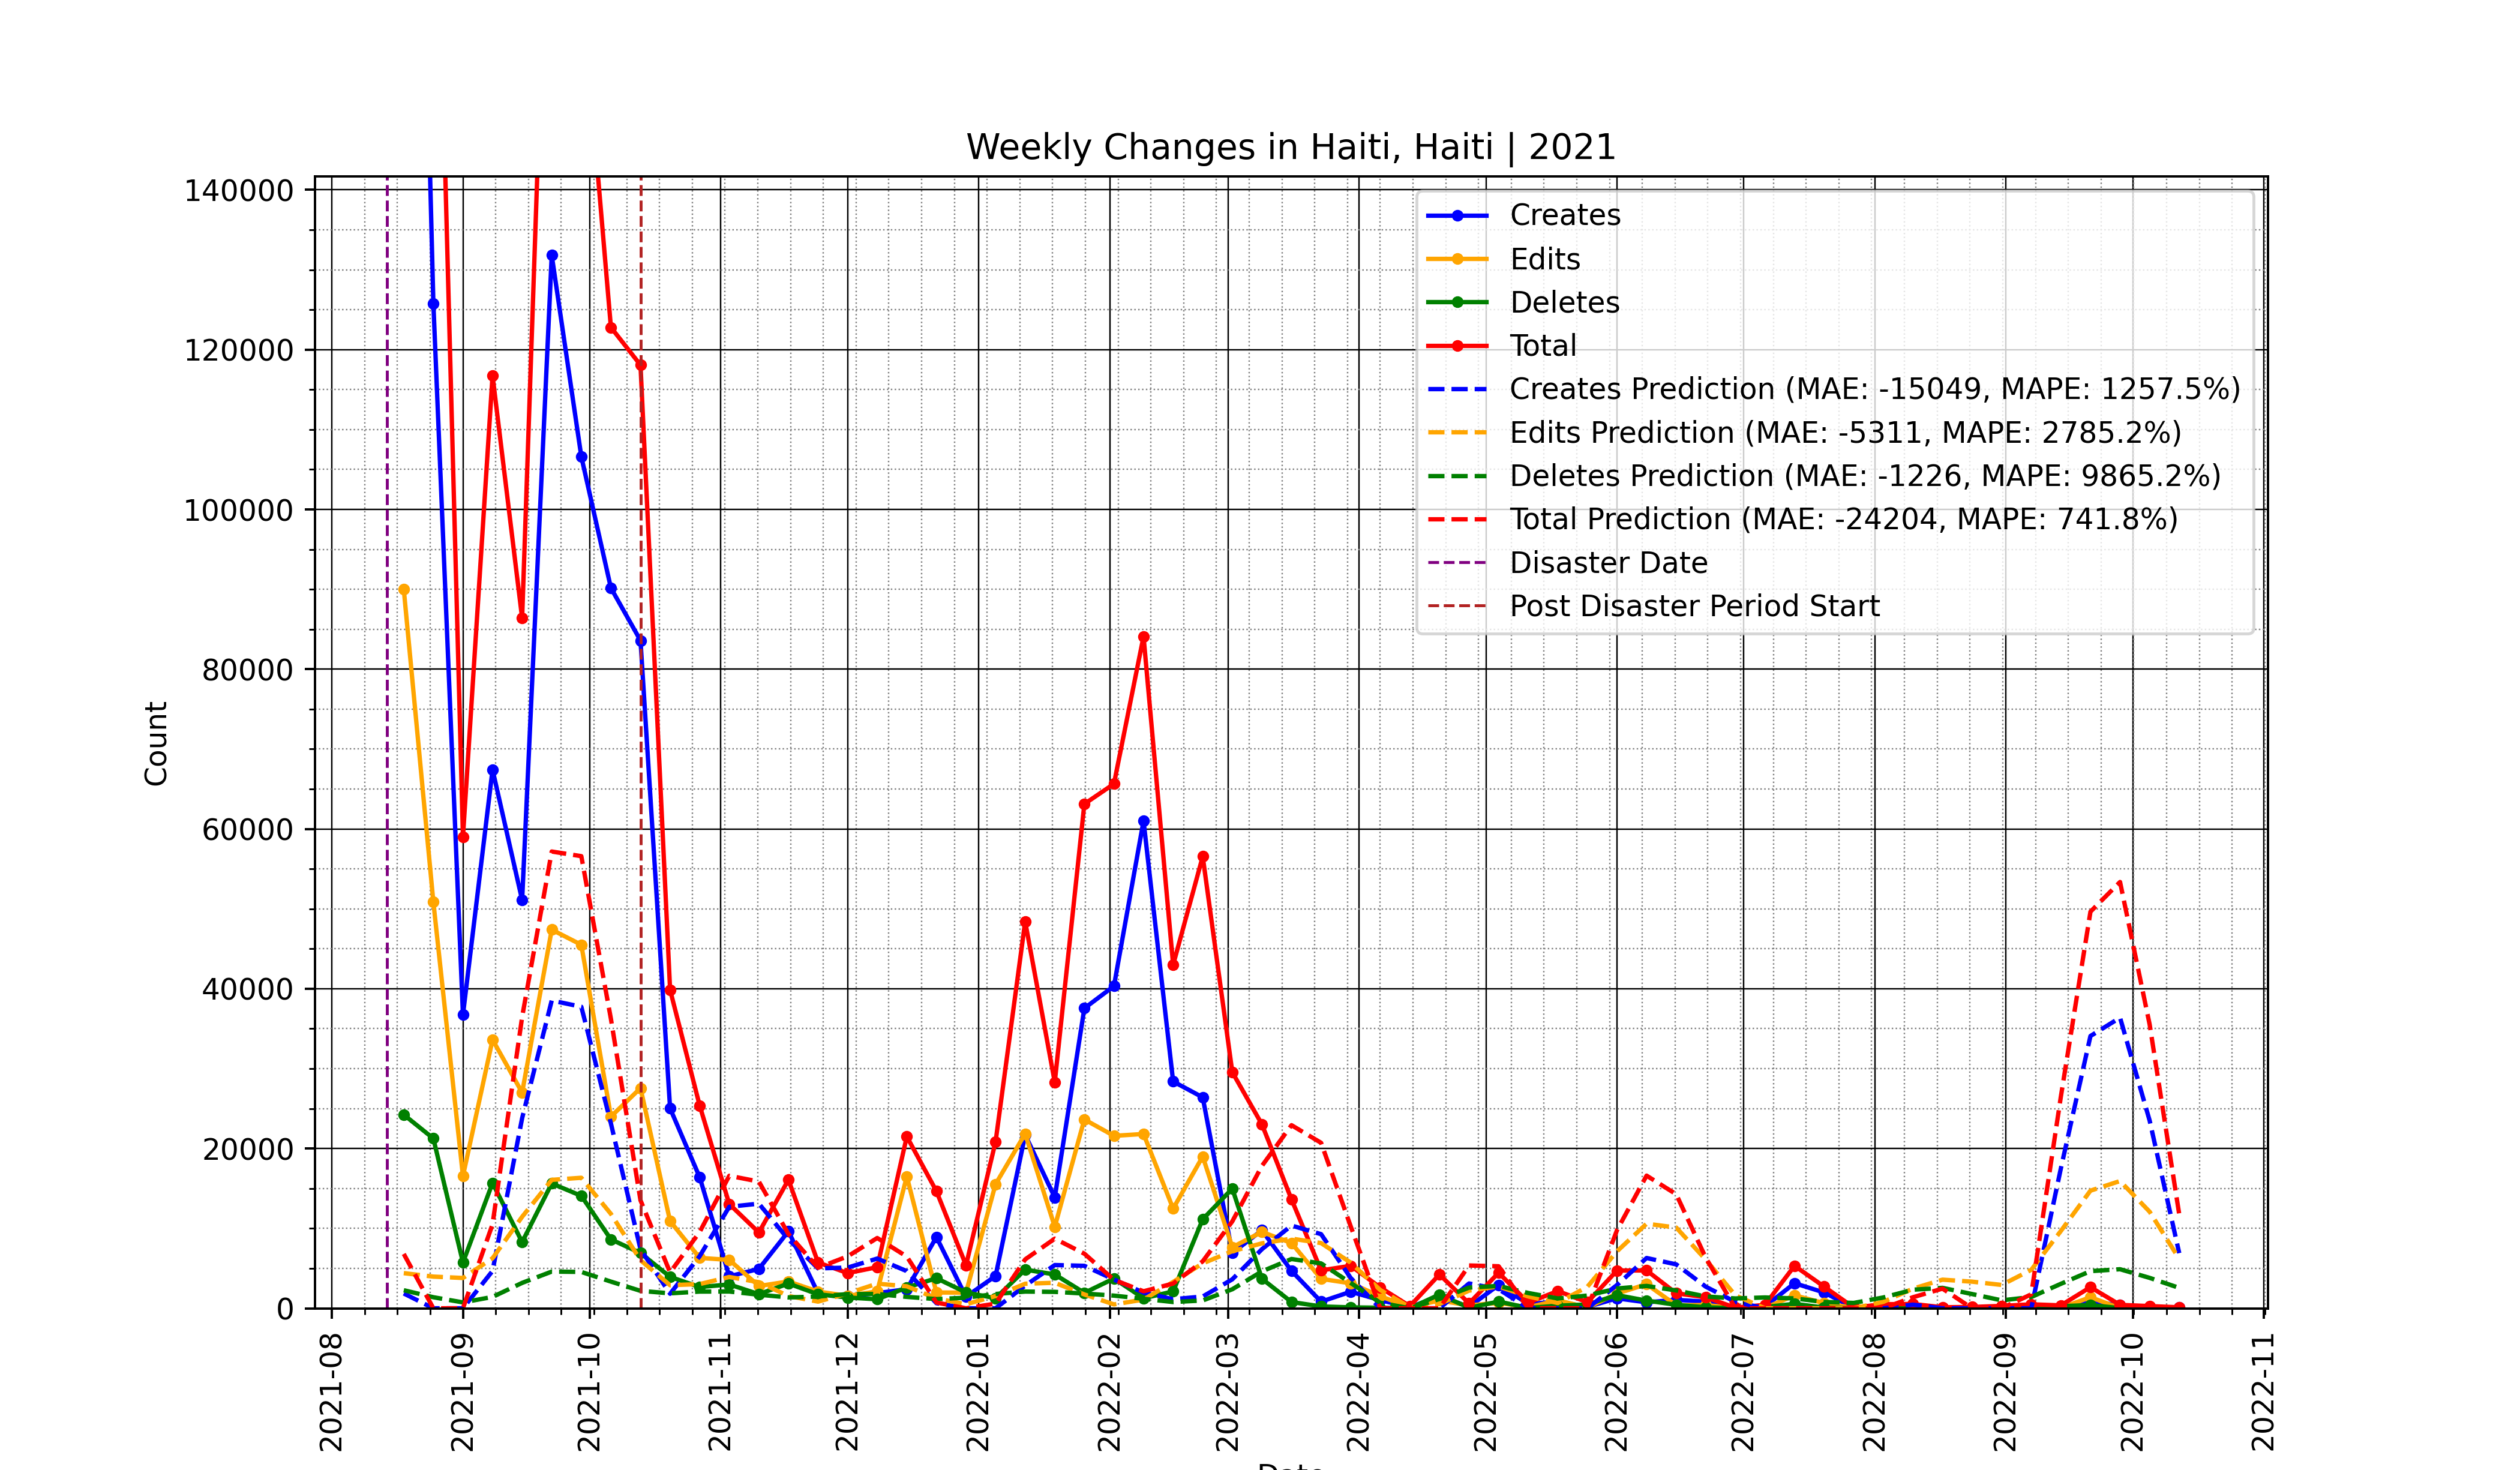 Weekly Changes in Haiti, Haiti | 2021
140000
120000
100000
80000
60000
40000
20000
0
Count
Creates
Edits
Deletes
Total
Creates Prediction (MAE: -15049, MAPE: 1257.5%)
Edits Prediction (MAE: -5311, MAPE: 2785.2%)
Deletes Prediction (MAE: -1226, MAPE: 9865.2%)
Total Prediction (MAE: -24204, MAPE: 741.8%)
Disaster Date
Post Disaster Period Start
2021-08
2021-09
2021-10
2021-11
2021-12
2022-01
2022-02
2022-03
2022-04
2022-05
2022-06
2022-07
2022-08
2022-09
2022-10
2022-11
Date